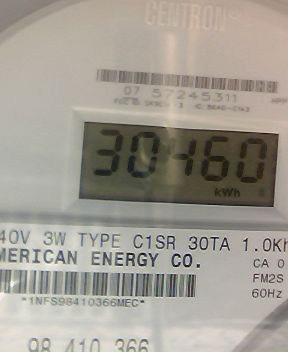 CENTRON®
07 57245311
30460
kWh
40V 3W TYPE C1SR 30TA 1.0Kh
MERICAN ENERGY CO.
CA 0
FM2S
60Hz
*1NFS98410366MEC*
98 410 366